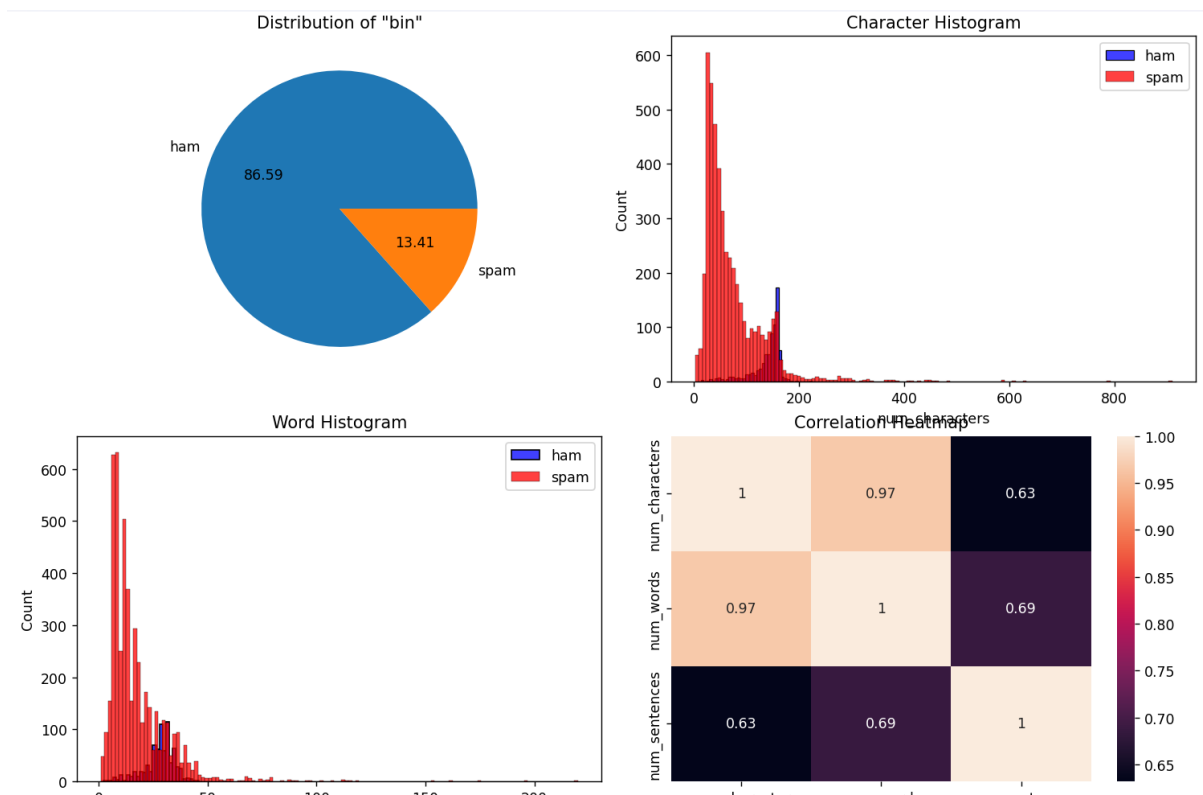 Distribution of "bin"
ham
86.59
13.41
spam
Character Histogram
ham
spam
Count
600
500
400
300
200
100
0
0 200 400 600 800
num_characters
Word Histogram
ham
spam
Count
600
500
400
300
200
100
0
0 50 100 150 200
Correlation Heatmap
num_characters
num_words
num_sentences
1 0.97 0.63
0.97 1 0.69
0.63 0.69 1
1.00
0.95
0.90
0.85
0.80
0.75
0.70
0.65